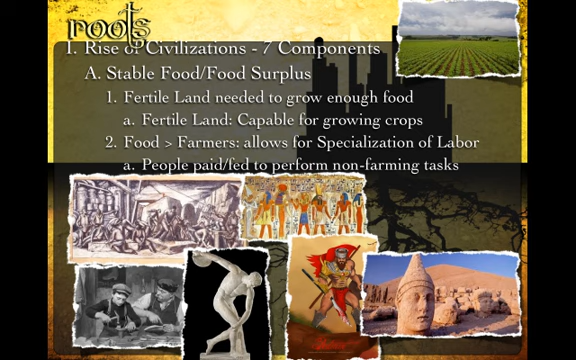 roots
I. Rise of Civilizations - 7 Components
A. Stable Food/Food Surplus
1. Fertile Land needed to grow enough food
a. Fertile Land: Capable for growing crops
2. Food > Farmers: allows for Specialization of Labor
a. People paid/fed to perform non-farming tasks